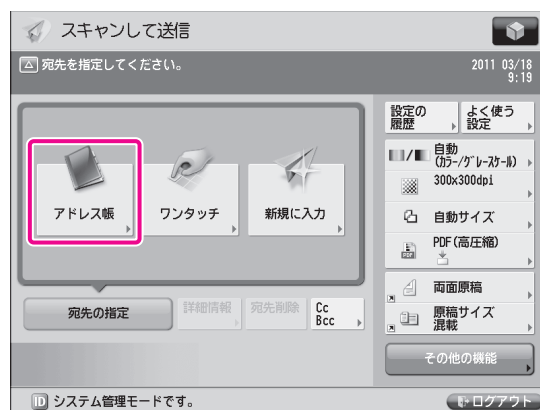 スキャンして送信
宛先を指定してください。
2011 03/18
9:19
アドレス帳
ワンタッチ
新規に入力
宛先の指定
詳細情報
宛先削除
Cc
Bcc
設定の
履歴
よく使う
設定
自動
(カラー/グレースケール)
300x300dpi
自動サイズ
PDF(高圧縮)
両面原稿
原稿サイズ
混載
その他の機能
ID システム管理モードです。
ログアウト